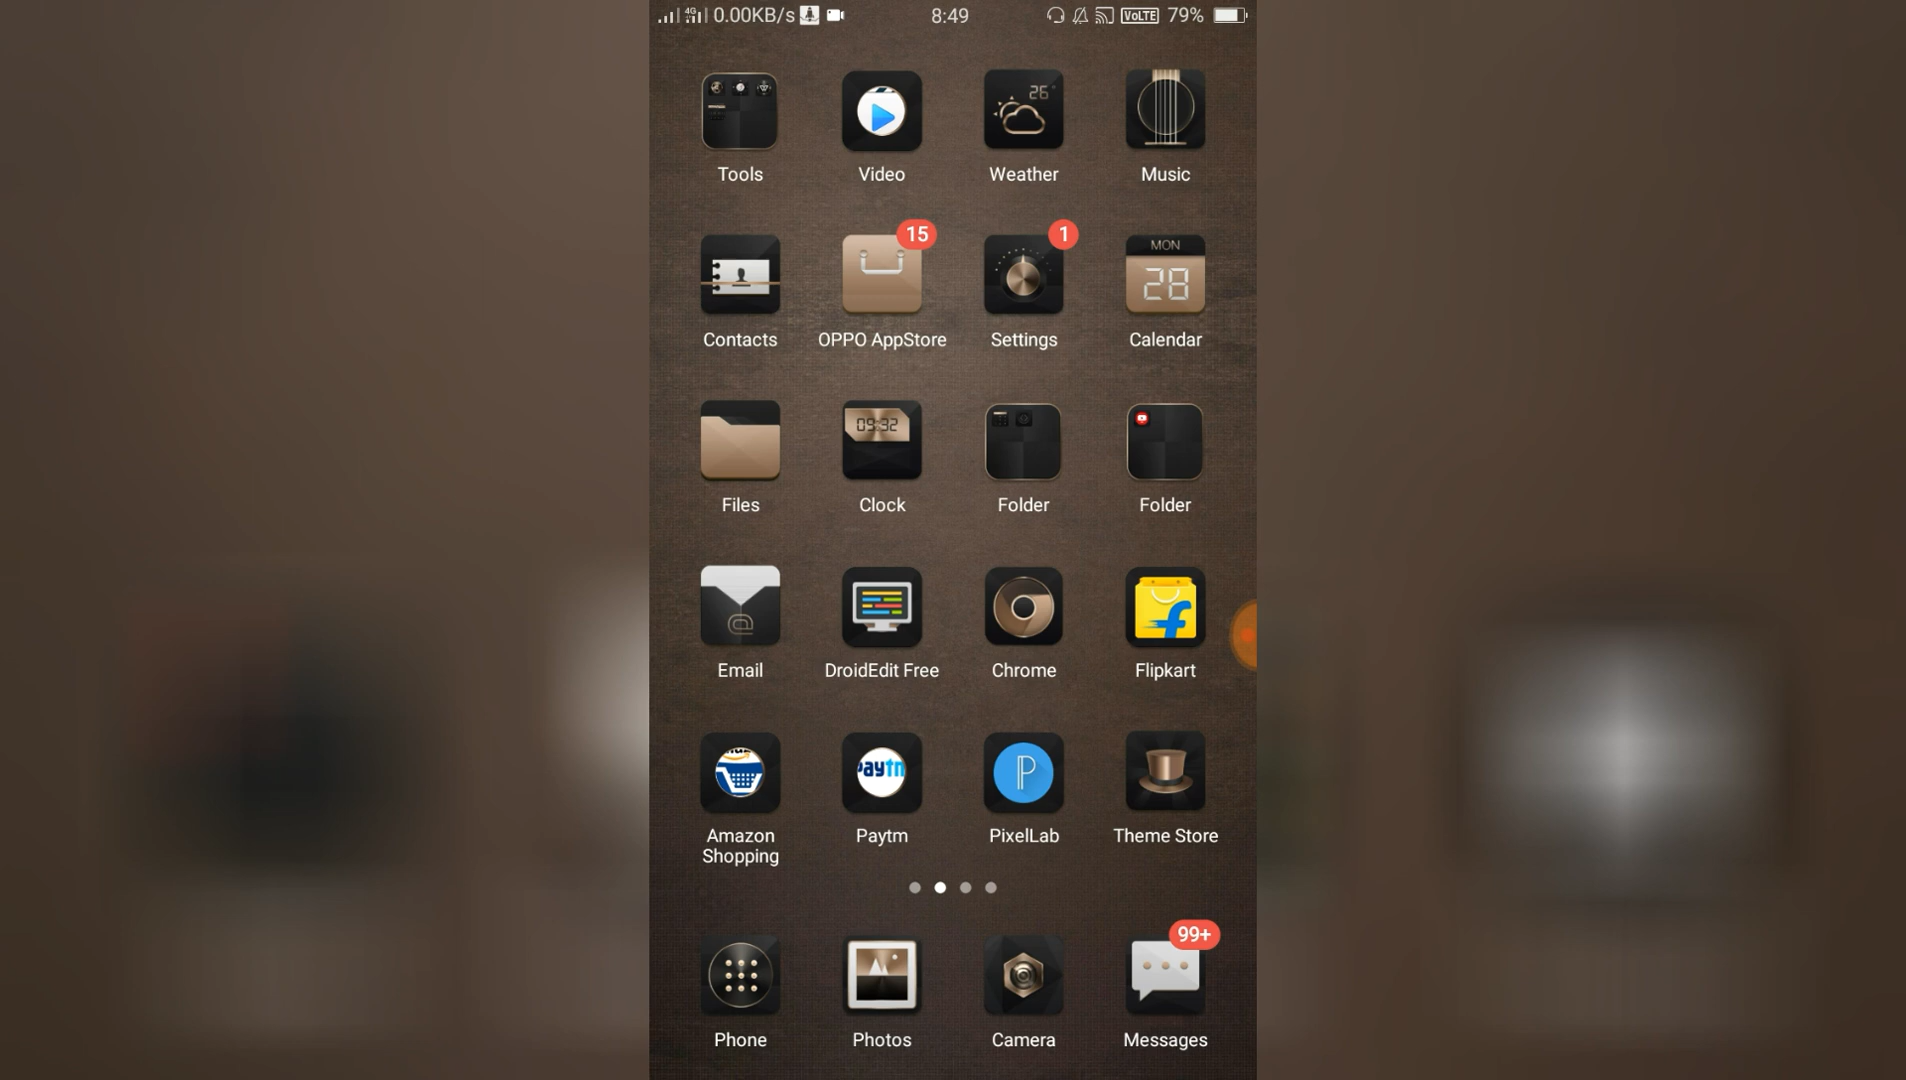 4G 0.00KB/s 8:49 VoLTE 79%
26°
Tools Video Weather Music
15 1 MON
28
Contacts OPPO AppStore Settings Calendar
09:32
Files Clock Folder Folder
@ f
Email DroidEdit Free Chrome Flipkart
Paytm P
Amazon Shopping Paytm PixelLab Theme Store
99+
Phone Photos Camera Messages